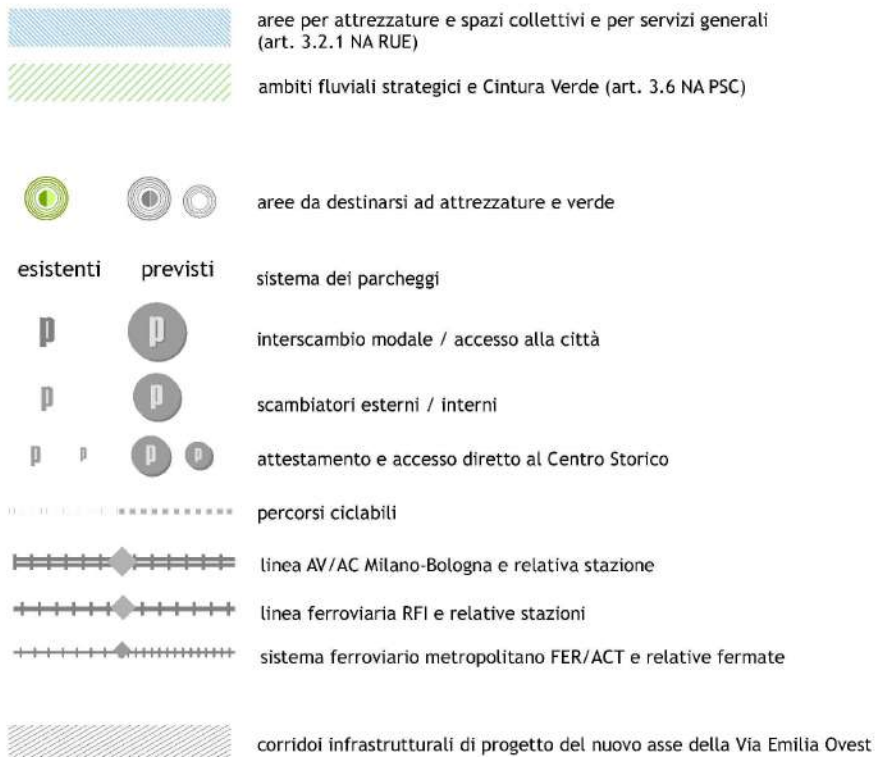 aree per attrezzature e spazi collettivi e per servizi generali
(art. 3.2.1 NA RUE)
ambiti fluviali strategici e Cintura Verde (art. 3.6 NA PSC)
aree da destinarsi ad attrezzature e verde
esistenti previsti sistema dei parcheggi
p p interscambio modale / accesso alla città
p p scambiatori esterni / interni
p p p p attestamento e accesso diretto al Centro Storico
percorsi ciclabili
linea AV/AC Milano-Bologna e relativa stazione
linea ferroviaria RFI e relative stazioni
sistema ferroviario metropolitano FER/ACT e relative fermate
corridoi infrastrutturali di progetto del nuovo asse della Via Emilia Ovest